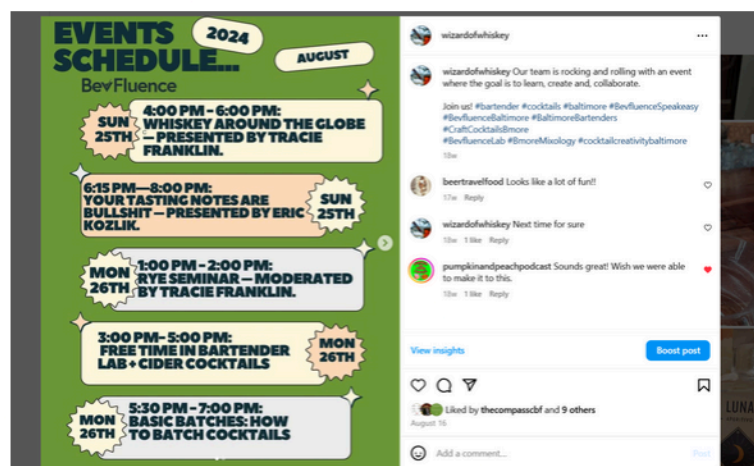 EVENTS
SCHEDULE...
2024
AUGUST
BevFluence
SUN
25TH
4:00 PM - 6:00 PM:
WHISKEY AROUND THE GLOBE
— PRESENTED BY TRACIE
FRANKLIN.
6:15 PM—8:00 PM:
YOUR TASTING NOTES ARE
BULLSHIT — PRESENTED BY ERIC
KOZLIK.
SUN
25TH
MON
26TH
1:00 PM - 2:00 PM:
RYE SEMINAR — MODERATED
BY TRACIE FRANKLIN.
3:00 PM- 5:00 PM:
FREE TIME IN BARTENDER
LAB + CIDER COCKTAILS
MON
26TH
MON
26TH
5:30 PM - 7:00 PM:
BASIC BATCHES: HOW
TO BATCH COCKTAILS
wizardofwhiskey
wizardofwhiskey Our team is rocking and rolling with an event
where the goal is to learn, create and, collaborate.
Join us! #bartender #cocktails #baltimore #BevfluenceSpeakeasy
#BevfluenceBaltimore #BaltimoreBartenders
#CraftCocktailsBmore
#BevfluenceLab #BmoreMixology #cocktailcreativitybaltimore
18w
beertravelfood Looks like a lot of fun!!
17w Reply
wizardofwhiskey Next time for sure
18w 1 like Reply
pumpkinandpeachpodcast Sounds great! Wish we were able
to make it to this.
18w 1 like Reply
View insights
Boost post
Liked by thecompasscbf and 9 others
August 16
Add a comment...
Post
LUNA